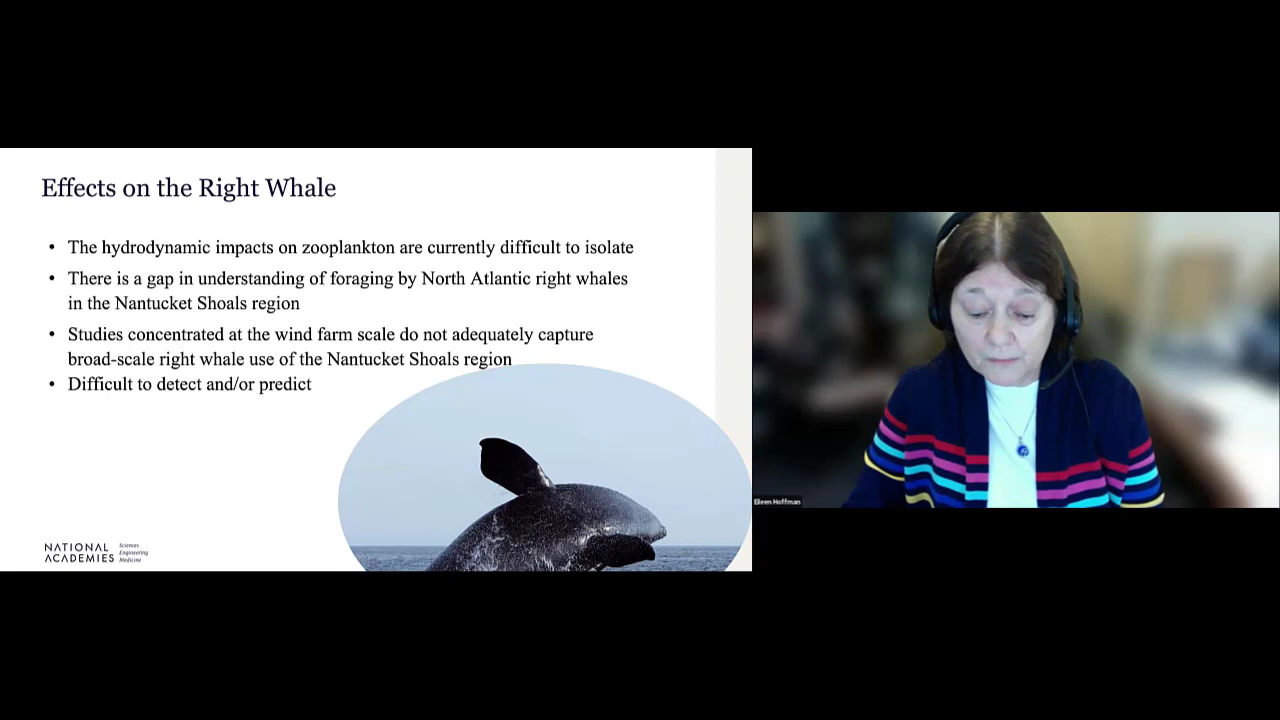 Effects on the Right Whale
• The hydrodynamic impacts on zooplankton are currently difficult to isolate
• There is a gap in understanding of foraging by North Atlantic right whales
in the Nantucket Shoals region
• Studies concentrated at the wind farm scale do not adequately capture
broad-scale right whale use of the Nantucket Shoals region
• Difficult to detect and/or predict
NATIONAL ACADEMIES
Sciences
Engineering
Medicine
Eileen Hoffman